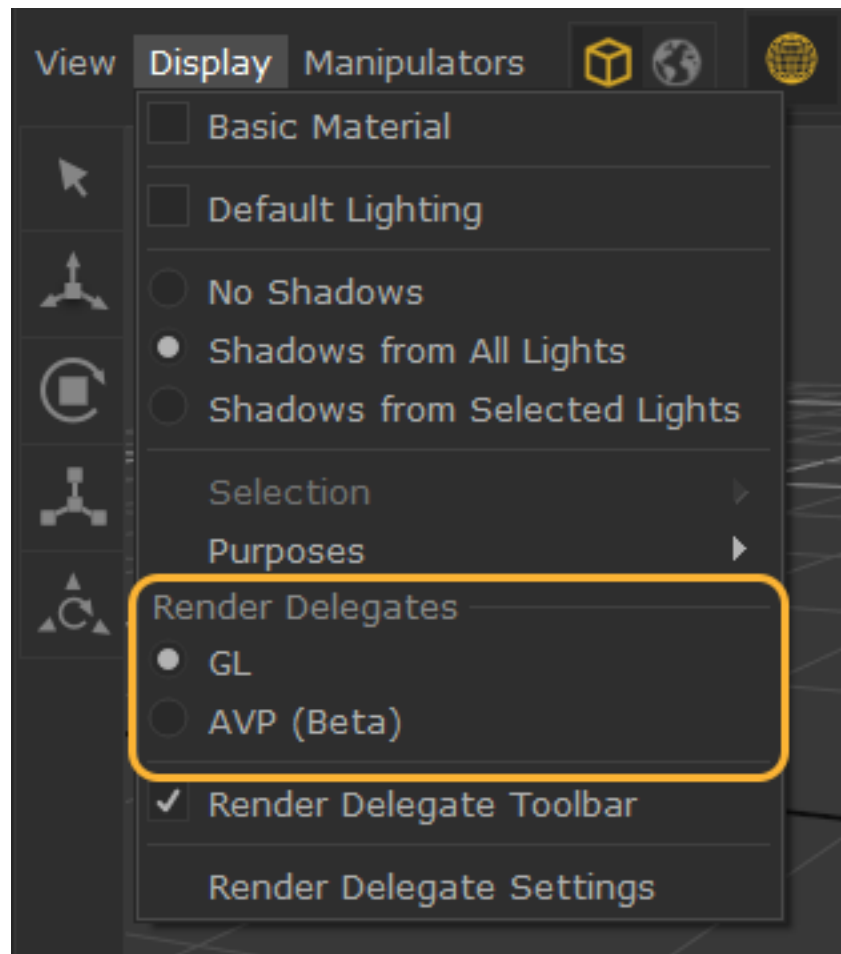 View Display Manipulators
Basic Material
Default Lighting
No Shadows
Shadows from All Lights
Shadows from Selected Lights
Selection
Purposes
Render Delegates
GL
AVP (Beta)
Render Delegate Toolbar
Render Delegate Settings